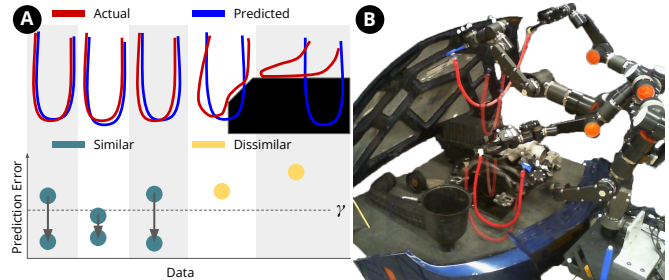 A
Actual
Predicted
B
Similar
Dissimilar
Prediction Error
γ
Data